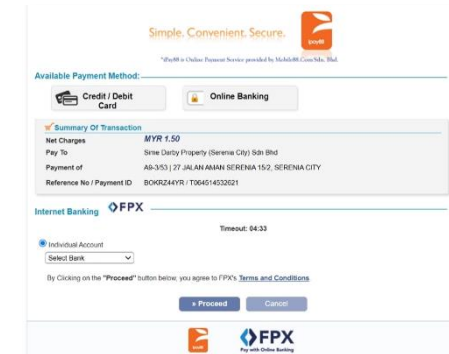 Simple. Convenient. Secure.
ipay88
*iPay88 is Online Payment Service provided by Mobile88.Com Sdn. Bhd.
Available Payment Method:
Credit / Debit Card
Online Banking
Summary Of Transaction
Net Charges MYR 1.50
Pay To Sime Darby Property (Serenia City) Sdn Bhd
Payment of A9-3/53 | 27 JALAN AMAN SERENIA 15/2, SERENIA CITY
Reference No / Payment ID BOKRZ44YR / T064514532621
Internet Banking FPX
Timeout: 04:33
Individual Account
Select Bank
By Clicking on the "Proceed" button below, you agree to FPX's Terms and Conditions
» Proceed Cancel
ipay88 FPX
Pay with Online Banking